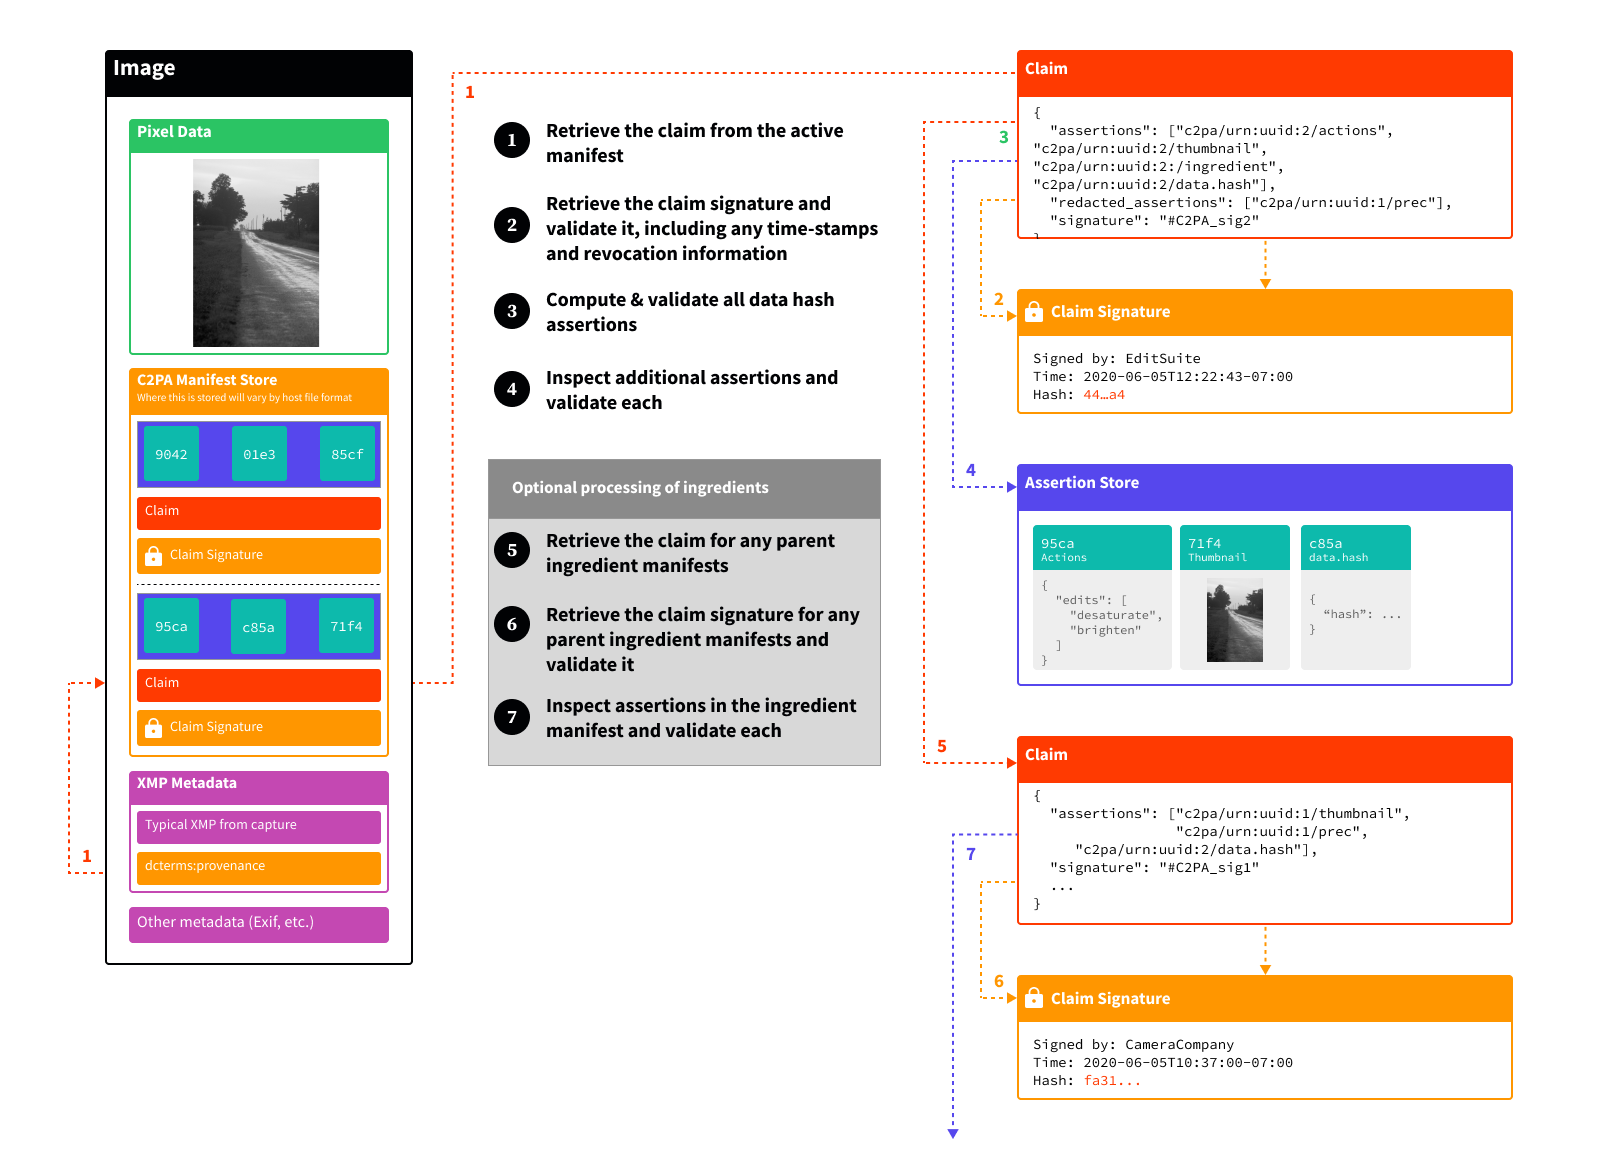 Image
Pixel Data
C2PA Manifest Store
Where this is stored will vary by host file format
9042
01e3
85cf
Claim
Claim Signature
95ca
c85a
71f4
Claim
Claim Signature
XMP Metadata
Typical XMP from capture
dcterms:provenance
Other metadata (Exif, etc.)
1
1
1 Retrieve the claim from the active
manifest
2 Retrieve the claim signature and
validate it, including any time-stamps
and revocation information
3 Compute & validate all data hash
assertions
4 Inspect additional assertions and
validate each
Optional processing of ingredients
5 Retrieve the claim for any parent
ingredient manifests
6 Retrieve the claim signature for any
parent ingredient manifests and
validate it
7 Inspect assertions in the ingredient
manifest and validate each
3
Claim
{
"assertions": ["c2pa/urn:uuid:2/actions",
"c2pa/urn:uuid:2/thumbnail",
"c2pa/urn:uuid:2:/ingredient",
"c2pa/urn:uuid:2/data.hash"],
"redacted_assertions": ["c2pa/urn:uuid:1/prec"],
"signature": "#C2PA_sig2"
}
2
Claim Signature
Signed by: EditSuite
Time: 2020-06-05T12:22:43-07:00
Hash: 44…a4
4
Assertion Store
95ca
Actions
{
"edits": [
"desaturate",
"brighten"
]
}
71f4
Thumbnail
c85a
data.hash
{
“hash”: ...
}
5
Claim
{
"assertions": ["c2pa/urn:uuid:1/thumbnail",
"c2pa/urn:uuid:1/prec",
"c2pa/urn:uuid:2/data.hash"],
"signature": "#C2PA_sig1"
...
}
7
6
Claim Signature
Signed by: CameraCompany
Time: 2020-06-05T10:37:00-07:00
Hash: fa31...